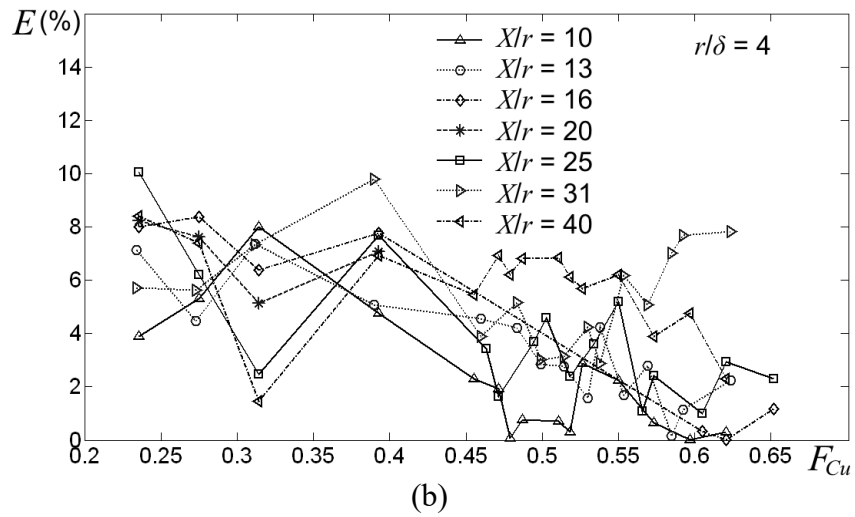 E(%)
14
12
10
8
6
4
2
0
X/r = 10
X/r = 13
X/r = 16
X/r = 20
X/r = 25
X/r = 31
X/r = 40
r/δ = 4
0.2 0.25 0.3 0.35 0.4 0.45 0.5 0.55 0.6 0.65 F_Cu
(b)